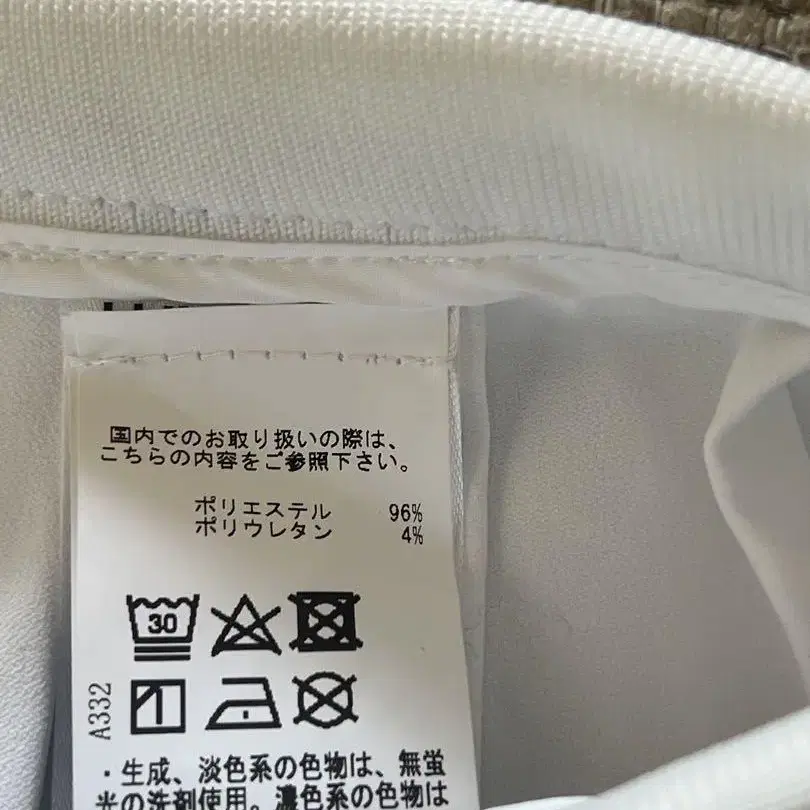 国内でのお取り扱いの際は、
こちらの内容をご参照下さい。
ポリエステル 96%
ポリウレタン 4%
30
A332
・生成、淡色系の色物は、無蛍
光の洗剤使用。濃色系の色物は